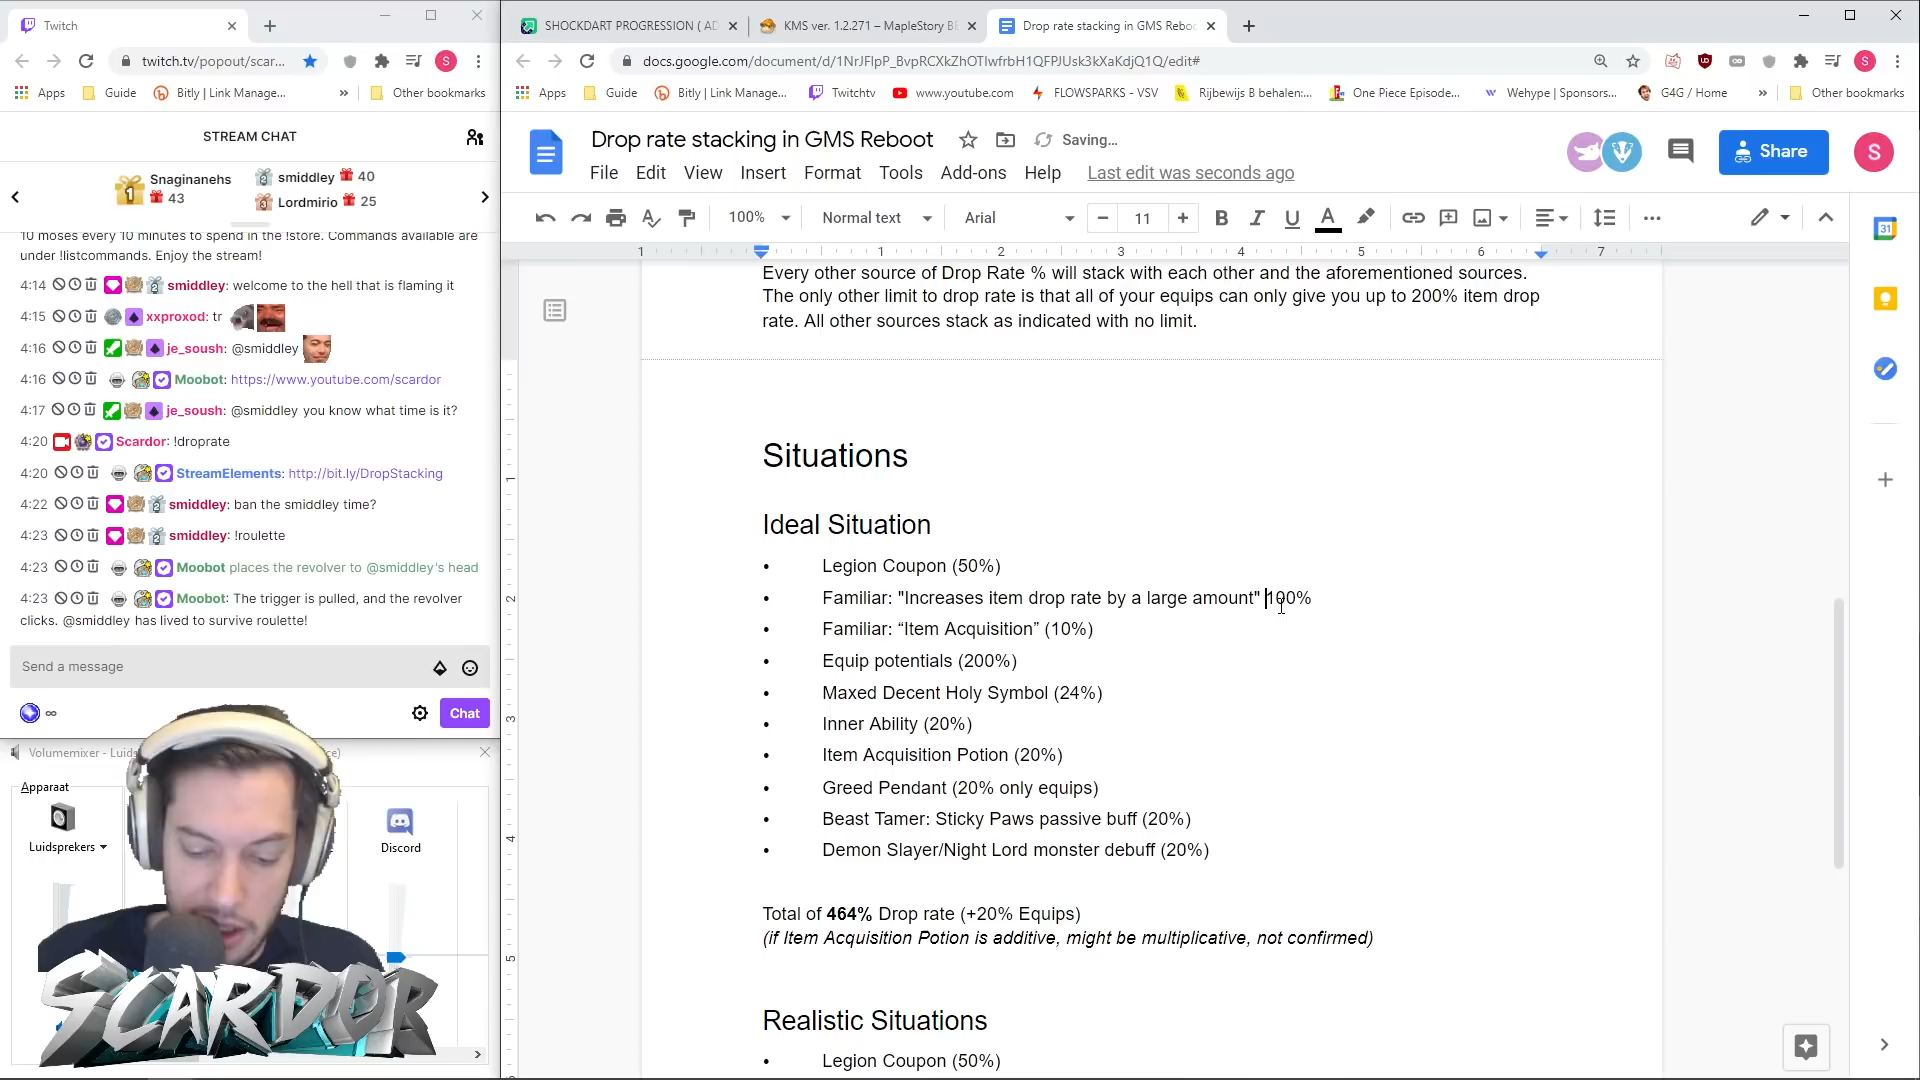 Twitch
SHOCKDART PROGRESSION ( AD
KMS ver. 1.2.271 – MapleStory BE
Drop rate stacking in GMS Reboo
twitch.tv/popout/scar...
docs.google.com/document/d/1NrJFlpP_BvpRCXkZhOTIwfrbH1QFPJUsk3kXaKdjQ1Q/edit#
Apps
Guide
Bitly | Link Manage...
»
Other bookmarks
Apps
Guide
Bitly | Link Manage...
Twitchtv
www.youtube.com
FLOWSPARKS - VSV
Rijbewijs B behalen:...
One Piece Episode...
Wehype | Sponsors...
G4G / Home
»
Other bookmarks
STREAM CHAT
Snaginanehs
43
smiddley 40
Lordmirio 25
10 moses every 10 minutes to spend in the !store. Commands available are
under !listcommands. Enjoy the stream!
4:14 smiddley: welcome to the hell that is flaming it
4:15 xxproxod: tr
4:16 je_soush: @smiddley
4:16 Moobot: https://www.youtube.com/scardor
4:17 je_soush: @smiddley you know what time is it?
4:20 Scardor: !droprate
4:20 StreamElements: http://bit.ly/DropStacking
4:22 smiddley: ban the smiddley time?
4:23 smiddley: !roulette
4:23 Moobot places the revolver to @smiddley's head
4:23 Moobot: The trigger is pulled, and the revolver
clicks. @smiddley has lived to survive roulette!
Send a message
∞
Chat
Volumemixer - Luids
Apparaat
Luidsprekers
Discord
SCARDOR
Drop rate stacking in GMS Reboot
Saving...
Share
S
File Edit View Insert Format Tools Add-ons Help Last edit was seconds ago
100% Normal text Arial 11 B I U A
1 1 2 3 4 5 6 7
Every other source of Drop Rate % will stack with each other and the aforementioned sources.
The only other limit to drop rate is that all of your equips can only give you up to 200% item drop
rate. All other sources stack as indicated with no limit.
Situations
Ideal Situation
• Legion Coupon (50%)
• Familiar: "Increases item drop rate by a large amount" 100%
• Familiar: “Item Acquisition” (10%)
• Equip potentials (200%)
• Maxed Decent Holy Symbol (24%)
• Inner Ability (20%)
• Item Acquisition Potion (20%)
• Greed Pendant (20% only equips)
• Beast Tamer: Sticky Paws passive buff (20%)
• Demon Slayer/Night Lord monster debuff (20%)
Total of 464% Drop rate (+20% Equips)
(if Item Acquisition Potion is additive, might be multiplicative, not confirmed)
Realistic Situations
• Legion Coupon (50%)